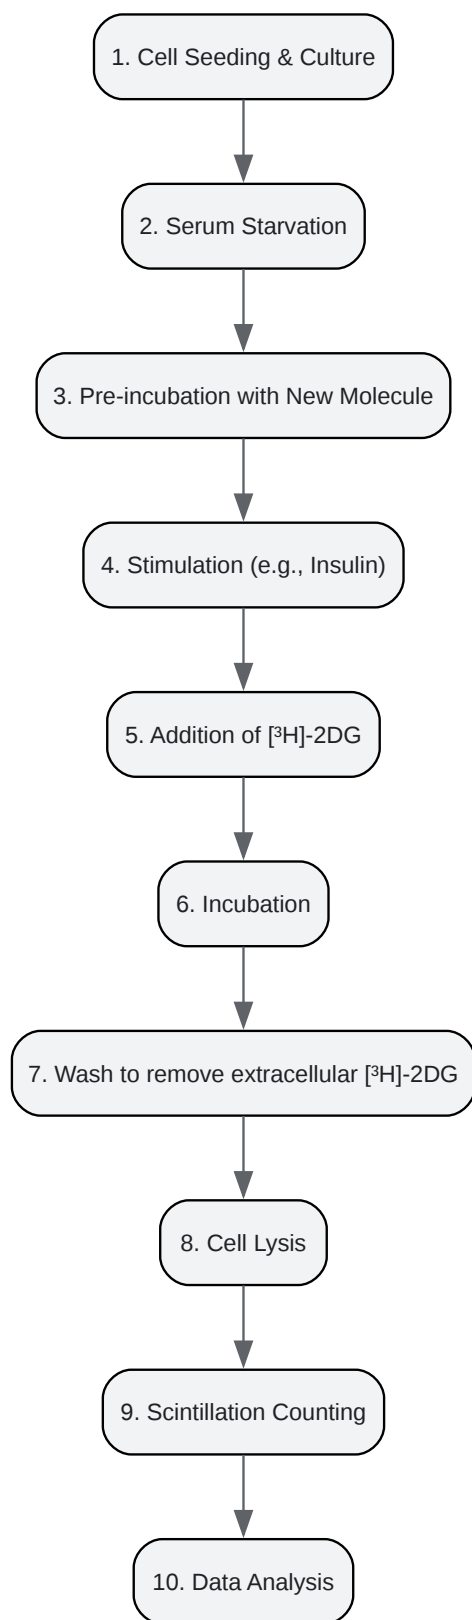 1. Cell Seeding & Culture
2. Serum Starvation
3. Pre-incubation with New Molecule
4. Stimulation (e.g., Insulin)
5. Addition of [³H]-2DG
6. Incubation
7. Wash to remove extracellular [³H]-2DG
8. Cell Lysis
9. Scintillation Counting
10. Data Analysis